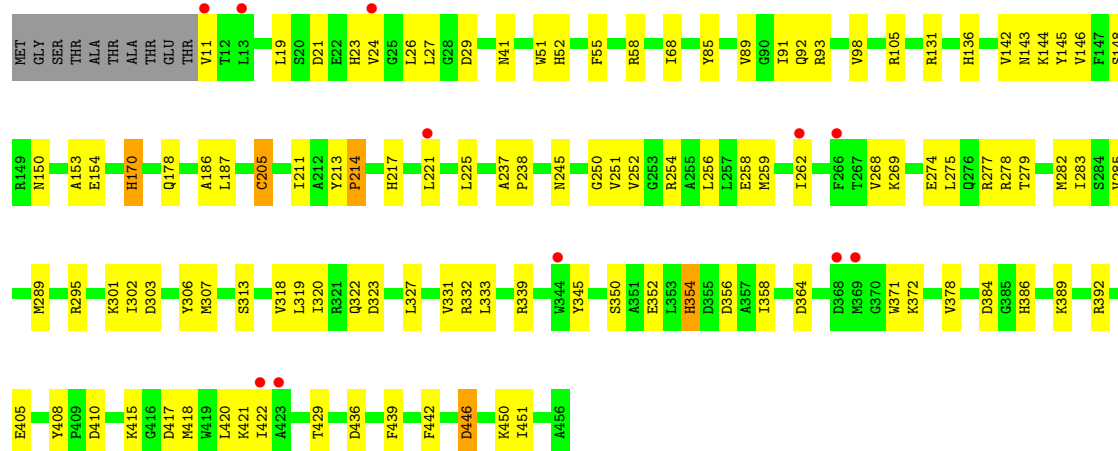 MET GLY SER THR ALA THR ALA THR GLU THR V11 T12 L13 L19 S20 D21 E22 H23 V24 G25 L26 L27 G28 D29 N41 W51 H52 F55 R58 I68 Y85 V89 G90 I91 Q92 R93 V98 R105 R131 H136 V142 N143 K144 Y145 V146 F147 S148
R149 N150 A153 E154 H170 Q178 A186 L187 C205 I211 A212 Y213 P214 H217 L221 L225 A237 P238 N245 G250 V251 V252 G253 R254 A255 L256 L257 E258 M259 I262 F266 T267 V268 K269 E274 L275 Q276 R277 R278 T279 M282 I283 S284 V285
M289 R295 K301 I302 D303 Y306 M307 S313 V318 L319 I320 R321 Q322 D323 L327 V331 R332 L333 R339 W344 Y345 S350 A351 E352 L353 H354 D355 D356 A357 I358 D364 D368 M369 G370 W371 K372 V378 D384 G385 H386 K389 R392
E405 Y408 P409 D410 K415 G416 D417 M418 W419 L420 K421 I422 A423 T429 D436 F439 F442 D446 K450 I451 A456